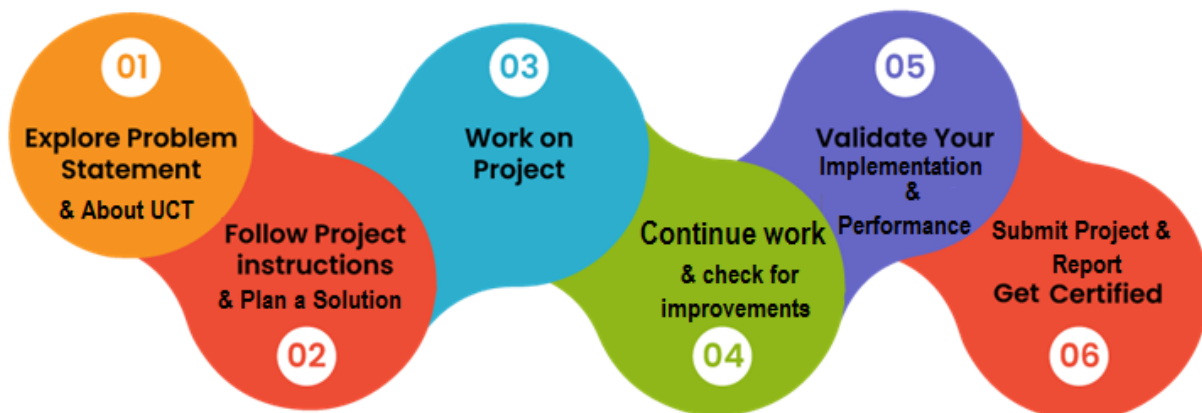 01
Explore Problem
Statement
& About UCT
Follow Project
instructions
& Plan a Solution
02
03
Work on
Project
Continue work
& check for
improvements
04
05
Validate Your
Implementation
&
Performance
Submit Project &
Report
Get Certified
06